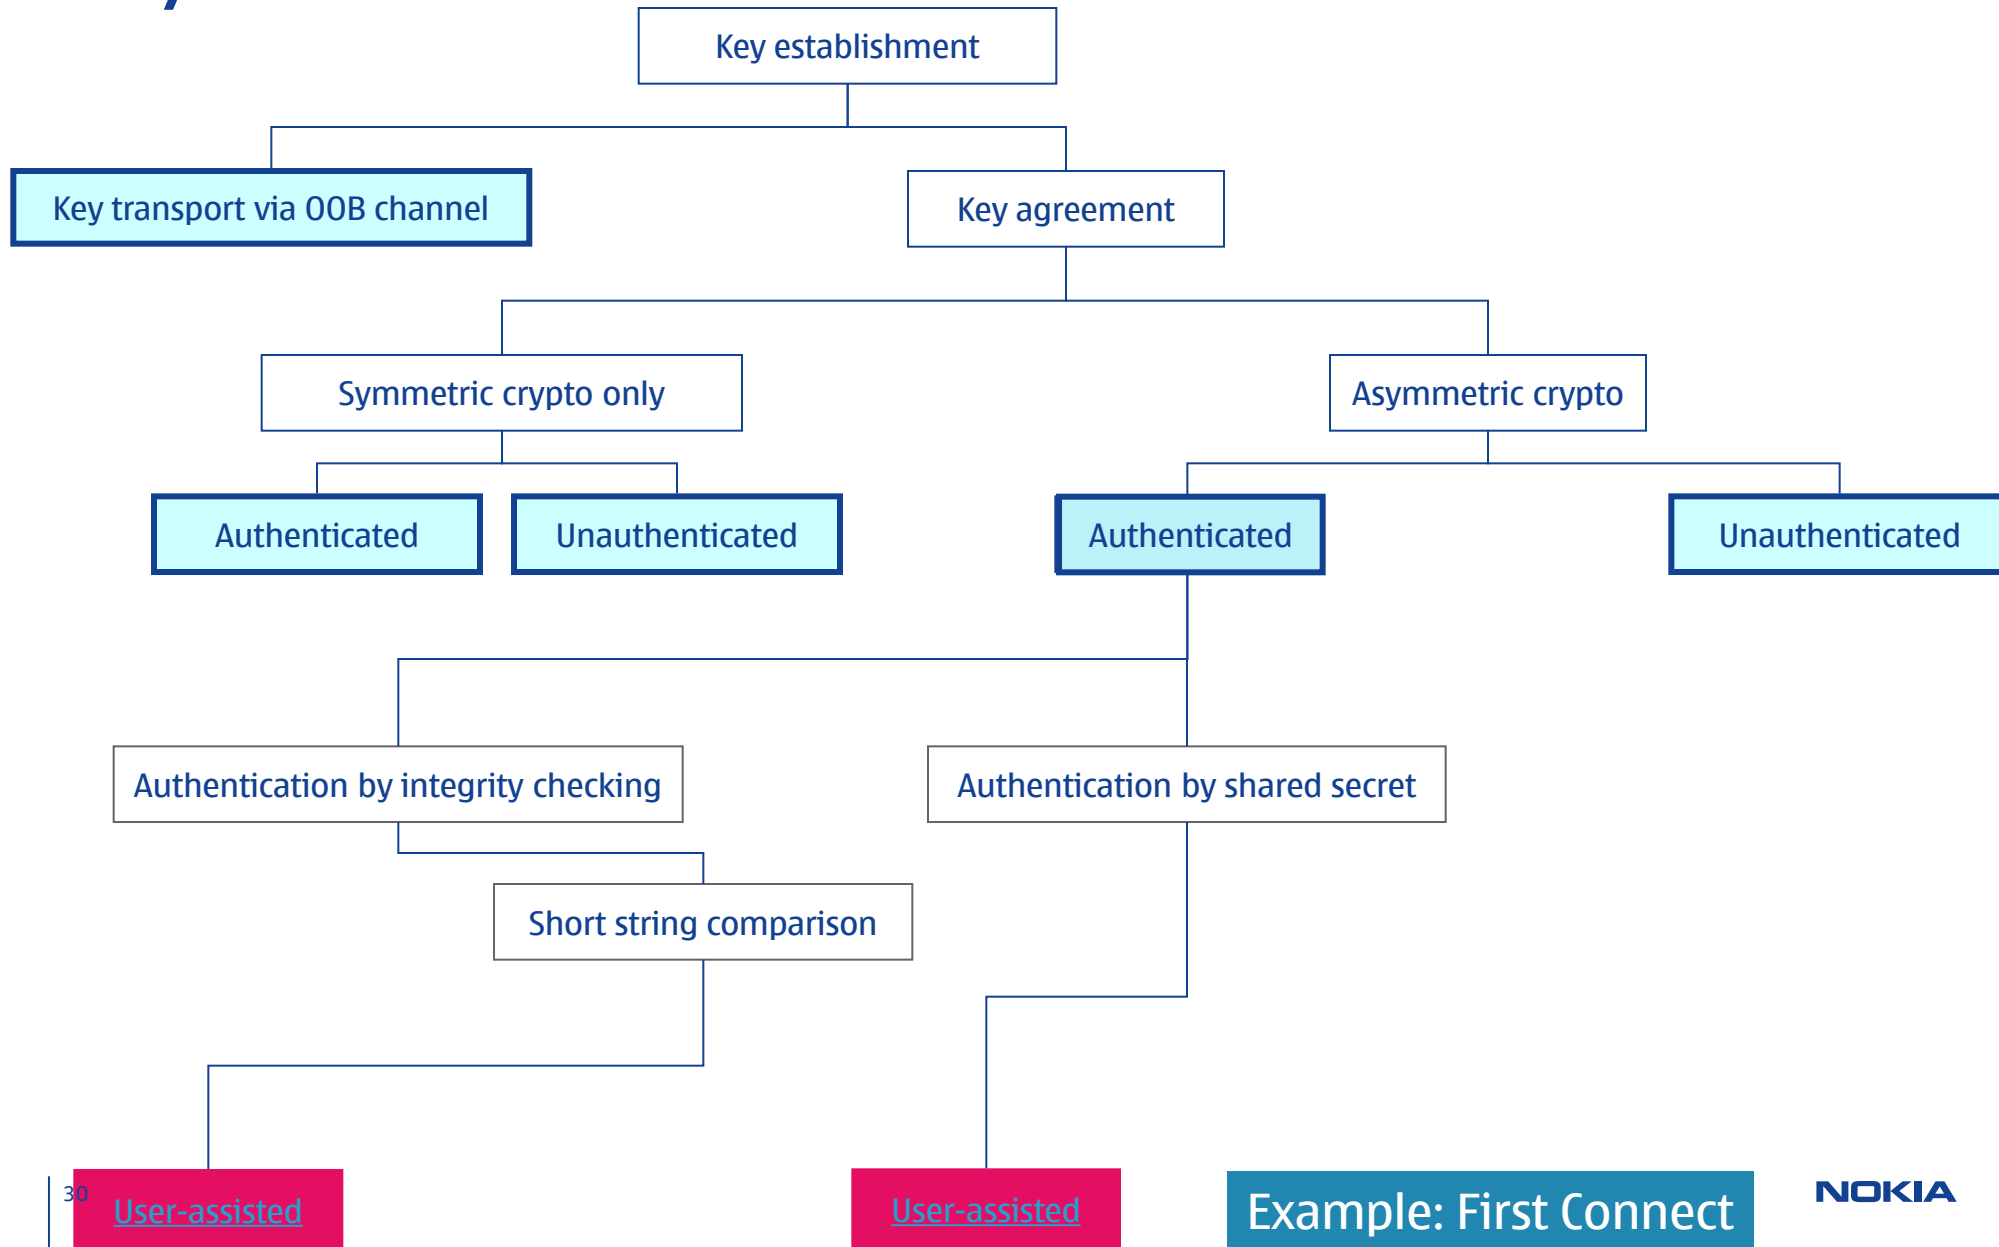 Key establishment
Key transport via OOB channel
Key agreement
Symmetric crypto only
Asymmetric crypto
Authenticated
Unauthenticated
Authenticated
Unauthenticated
Authentication by integrity checking
Authentication by shared secret
Short string comparison
30
User-assisted
User-assisted
Example: First Connect
NOKIA